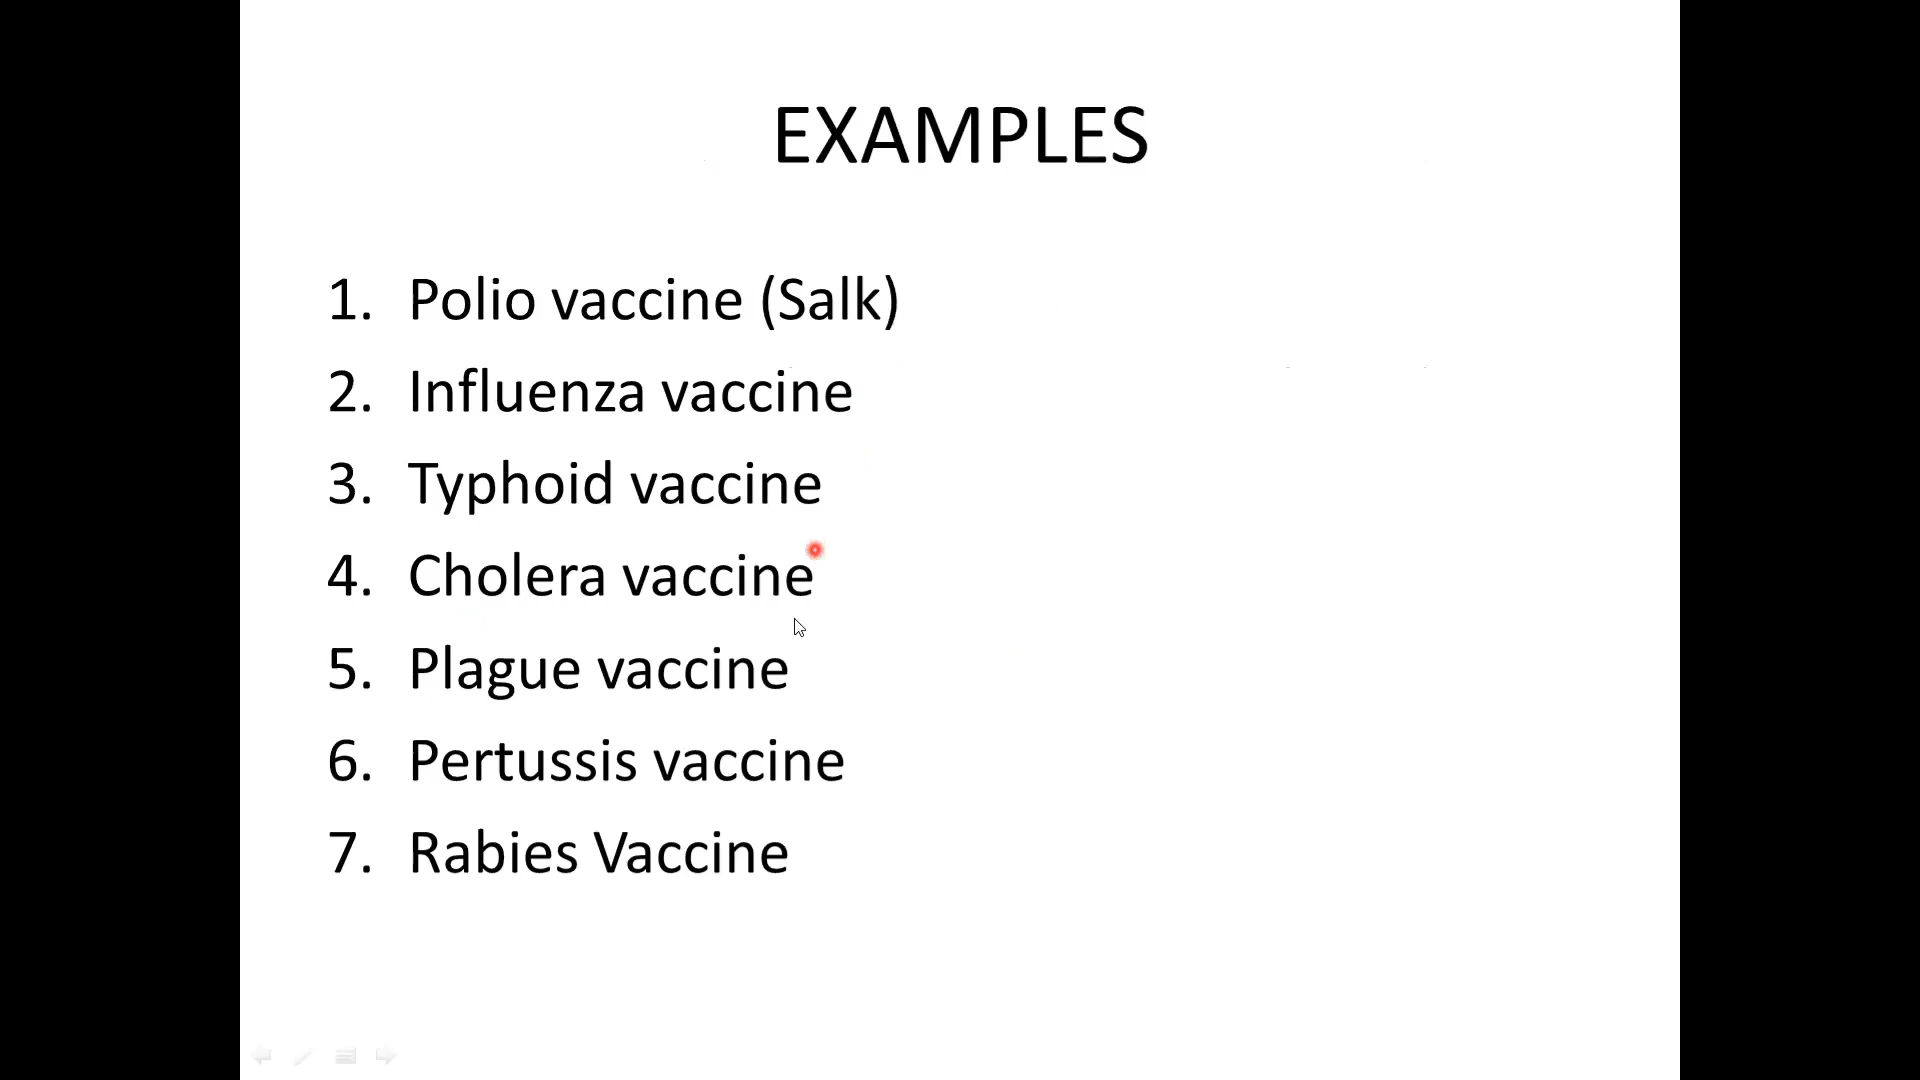 EXAMPLES
1. Polio vaccine (Salk)
2. Influenza vaccine
3. Typhoid vaccine
4. Cholera vaccine
5. Plague vaccine
6. Pertussis vaccine
7. Rabies Vaccine